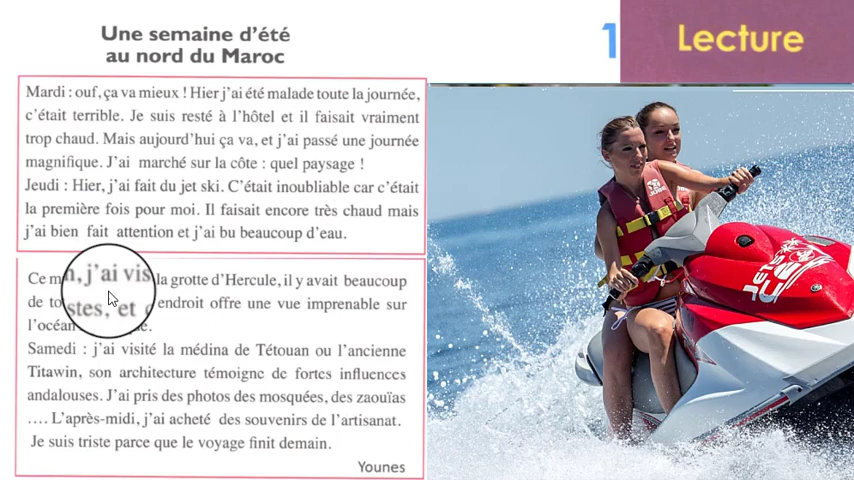 Une semaine d'été
au nord du Maroc
1
Lecture
Mardi : ouf, ça va mieux ! Hier j'ai été malade toute la journée,
c'était terrible. Je suis resté à l'hôtel et il faisait vraiment
trop chaud. Mais aujourd'hui ça va, et j'ai passé une journée
magnifique. J'ai marché sur la côte : quel paysage !
Jeudi : Hier, j'ai fait du jet ski. C'était inoubliable car c'était
la première fois pour moi. Il faisait encore très chaud mais
j'ai bien fait attention et j'ai bu beaucoup d'eau.
Ce j'ai la grotte d'Hercule, il y avait beaucoup
de et endroit offre une vue imprenable sur
Samedi : j'ai visité la médina de Tétouan ou l'ancienne
Titawin, son architecture témoigne de fortes influences
andalouses. J'ai pris des photos des mosquées, des zaouïas
.... L'après-midi, j'ai acheté des souvenirs de l'artisanat.
Je suis triste parce que le voyage finit demain.
Younes